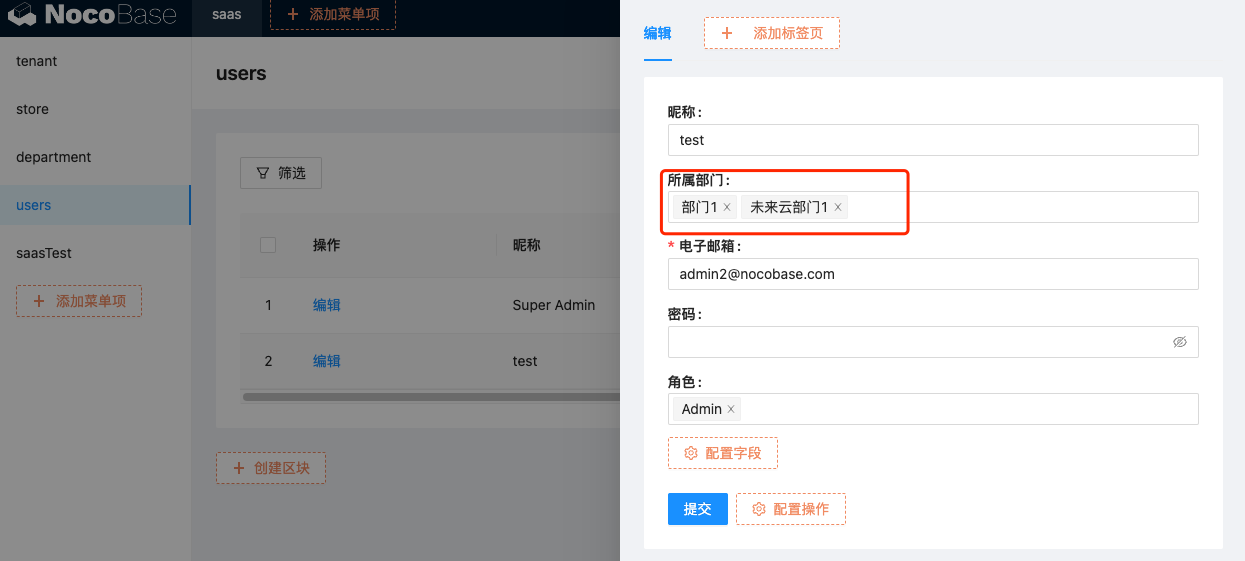 NocoBase
saas
+ 添加菜单项
tenant
store
department
users
saasTest
+ 添加菜单项
users
筛选
操作 昵称
1 编辑 Super Admin
2 编辑 test
+ 创建区块
编辑
+ 添加标签页
昵称:
test
所属部门:
部门1 × 未来云部门1 ×
* 电子邮箱:
admin2@nocobase.com
密码:
角色:
Admin ×
配置字段
提交 配置操作